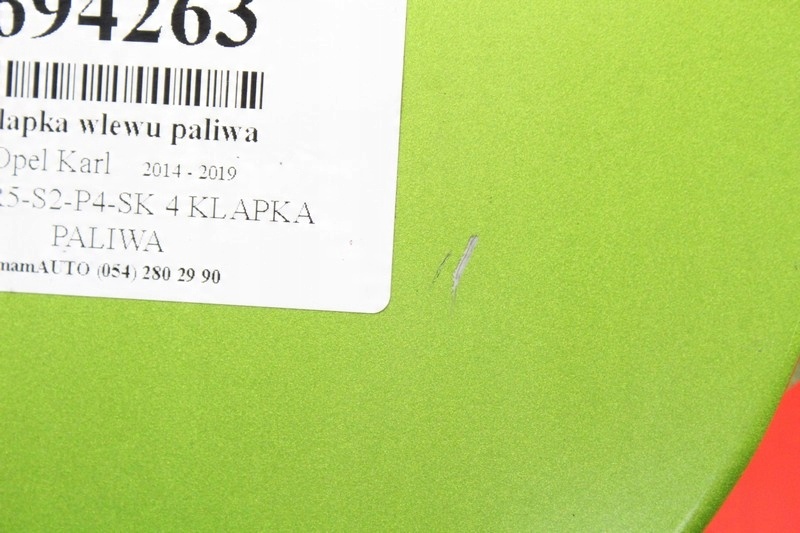 694263
lapka wlewu paliwa
Opel Karl 2014 - 2019
R5-S2-P4-SK 4 KLAPKA
PALIWA
mamAUTO (054) 280 29 90